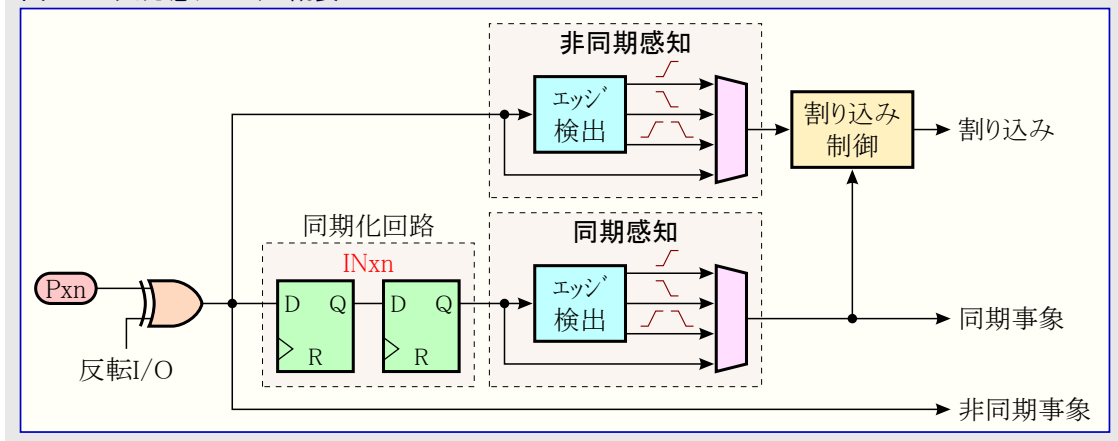 非同期感知
エッジ
検出
割り込み
制御
割り込み
同期化回路
INxn
同期感知
Pxn
D Q
R
D Q
R
エッジ
検出
同期事象
反転I/O
非同期事象